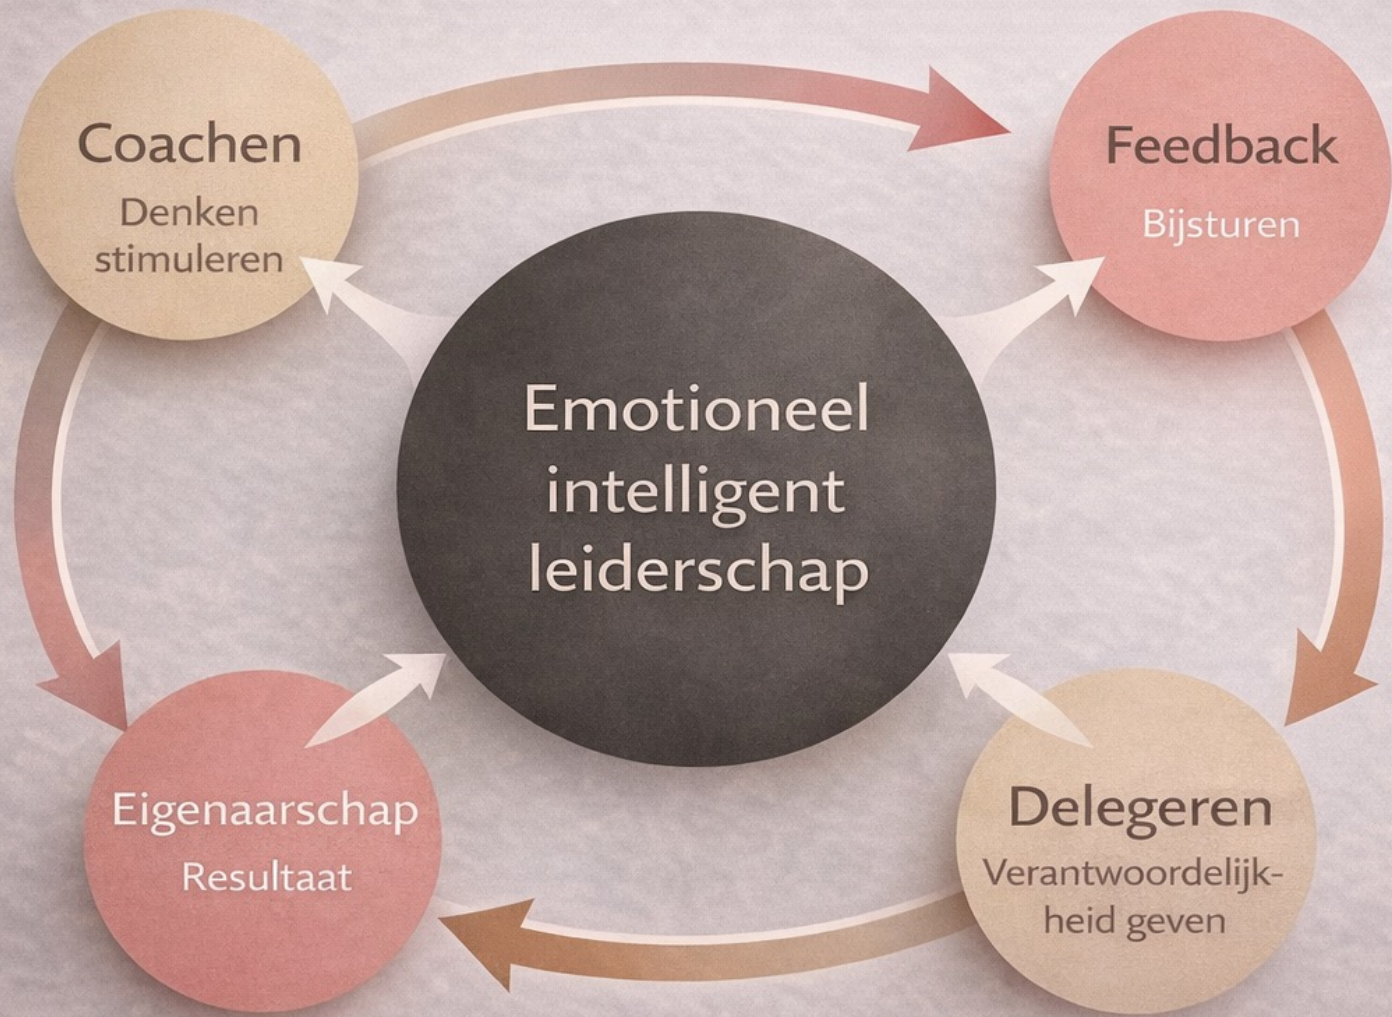 Coachen
Denken
stimuleren
Feedback
Bijsturen
Emotioneel
intelligent
leiderschap
Eigenaarschap
Resultaat
Delegeren
Verantwoordelijk-
heid geven